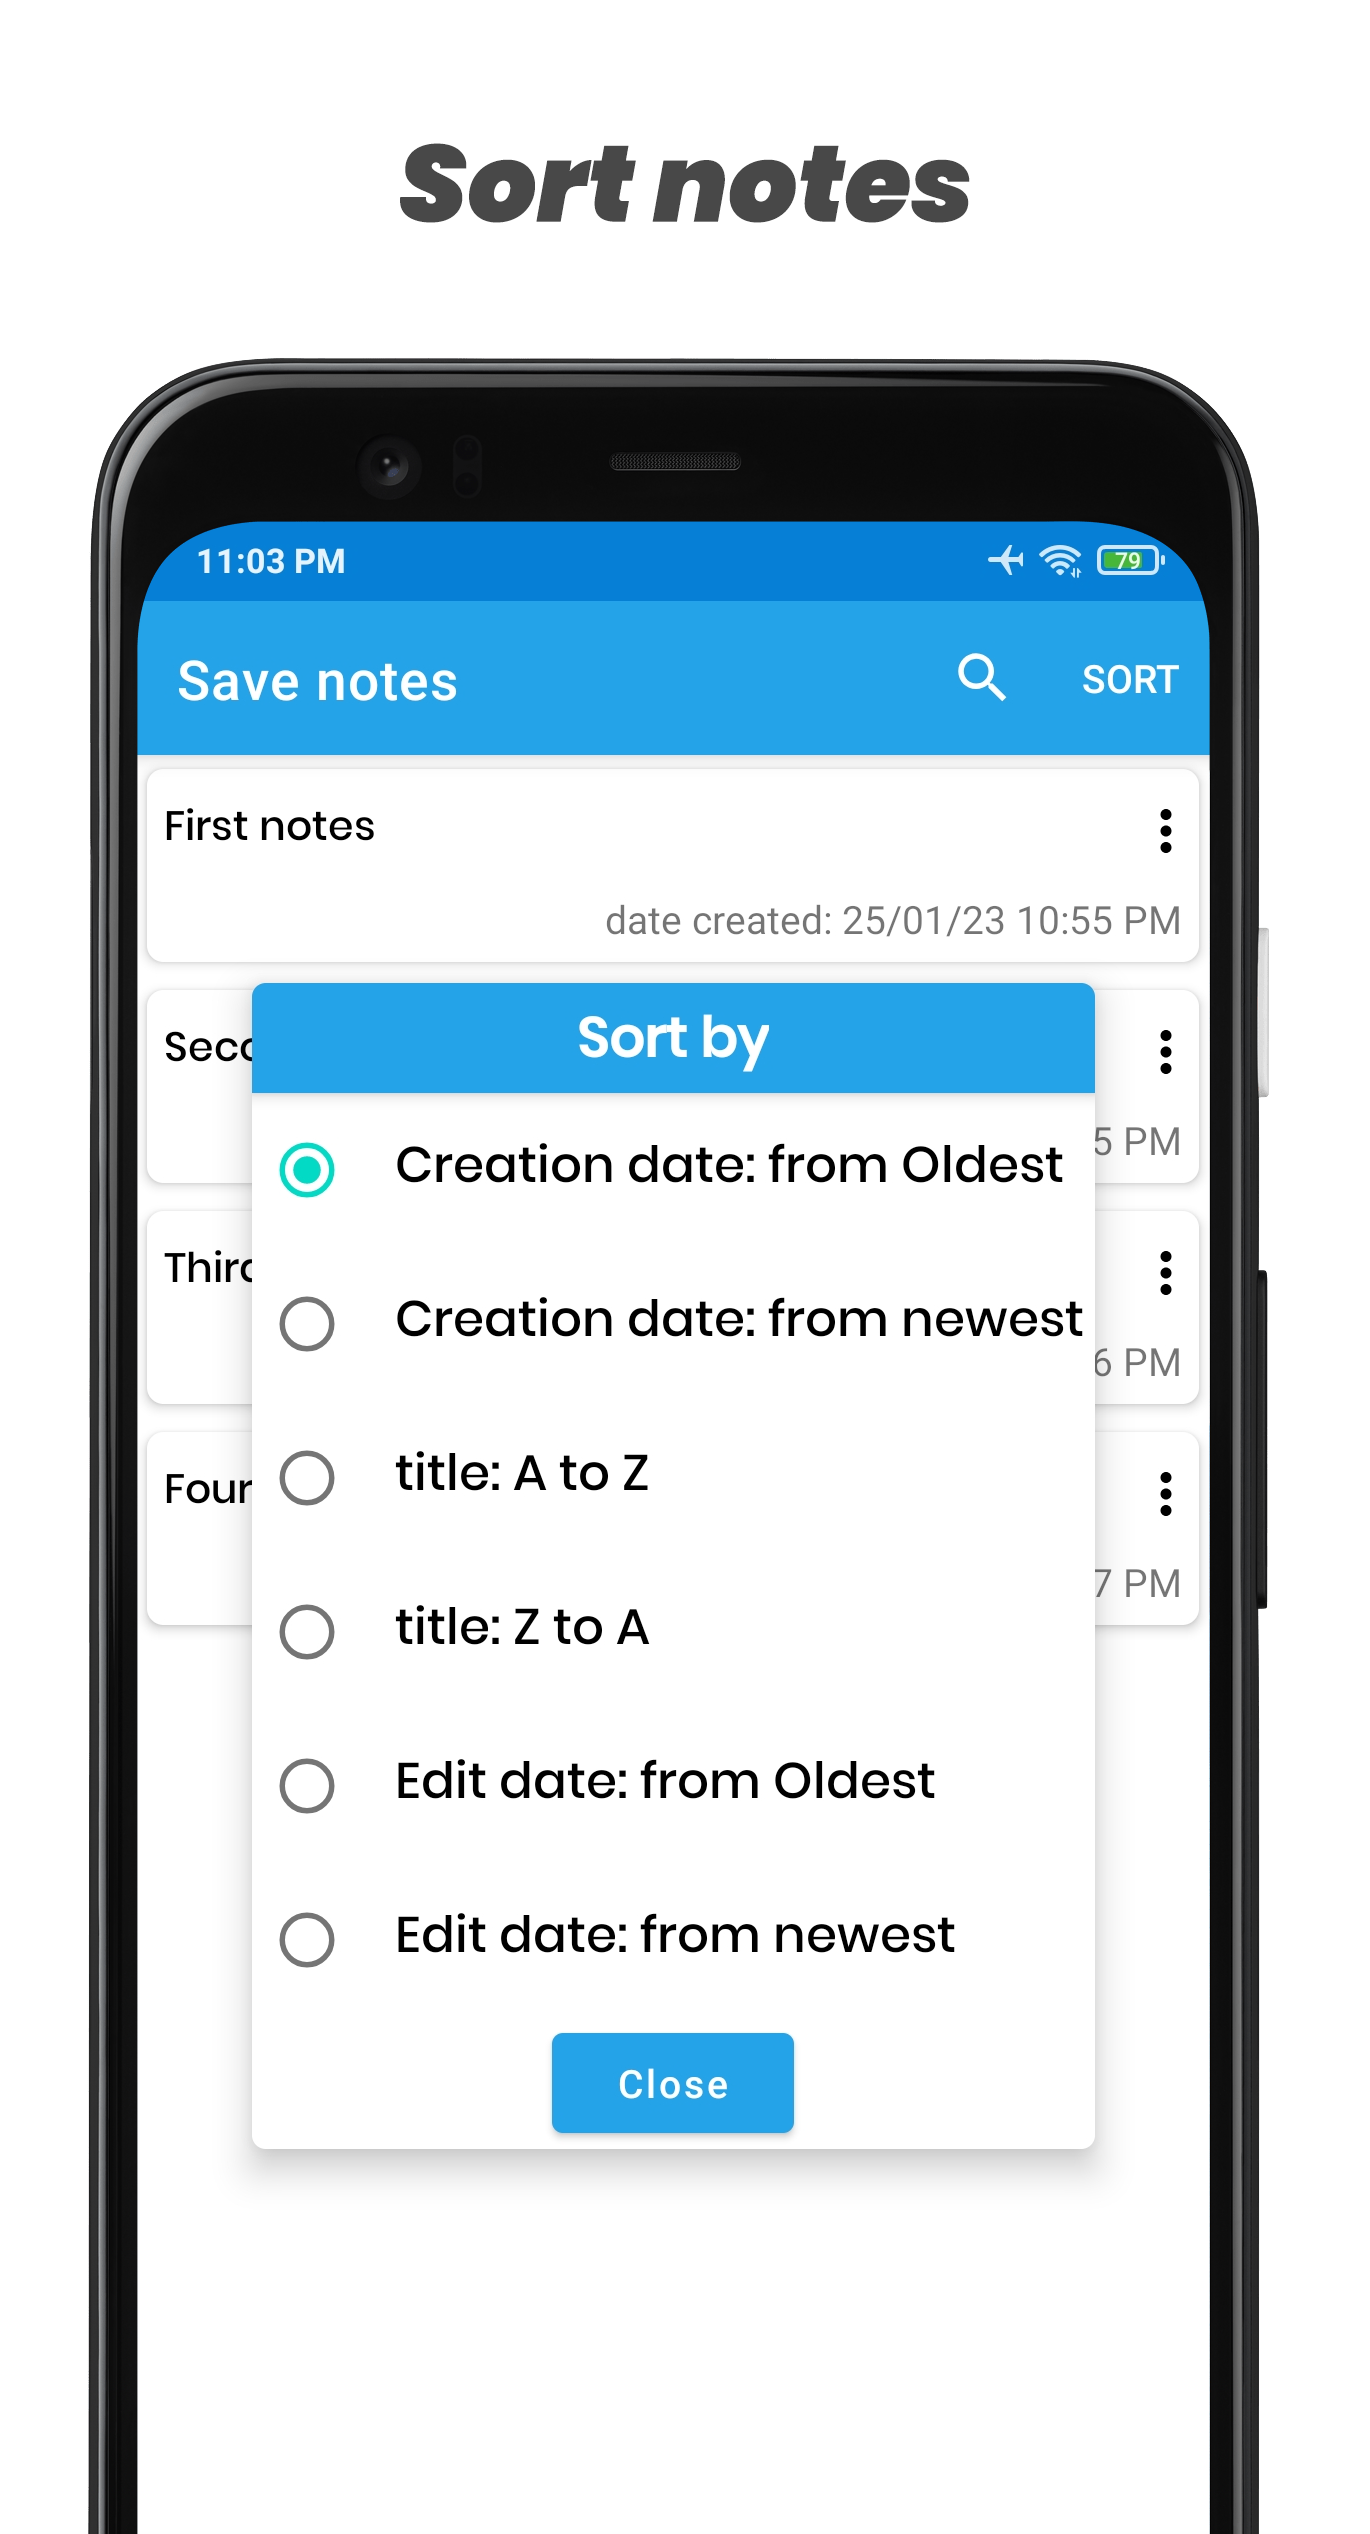 Sort notes
11:03 PM
79
Save notes
SORT
First notes
date created: 25/01/23 10:55 PM
Sort by
5 PM
Creation date: from Oldest
Creation date: from newest
6 PM
title: A to Z
Four
7 PM
title: Z to A
Edit date: from Oldest
Edit date: from newest
Close